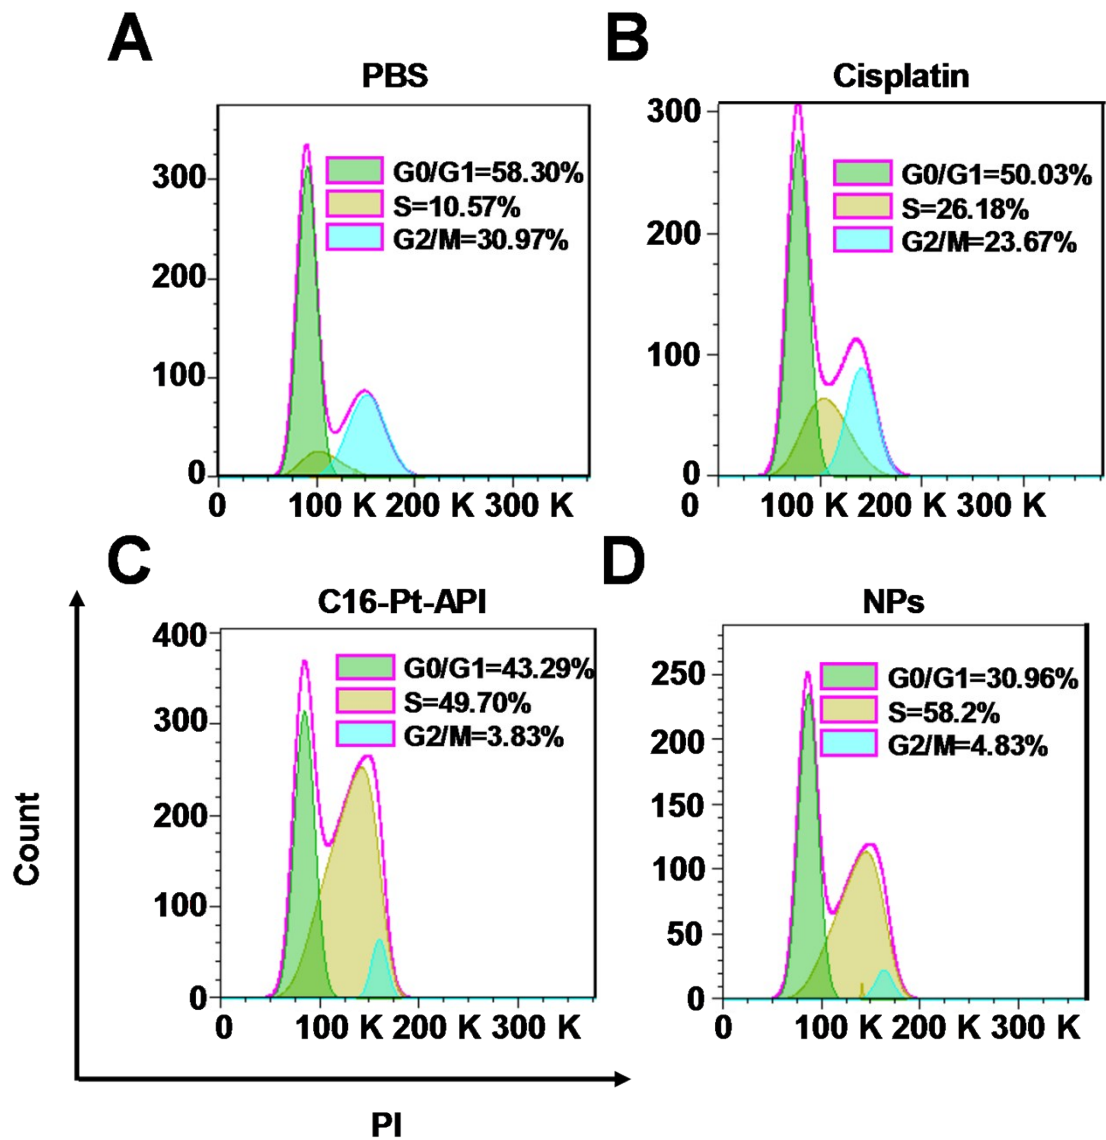 A
PBS
300
200
100
0
0 100 K 200 K 300 K
G0/G1=58.30%
S=10.57%
G2/M=30.97%
B
Cisplatin
300
200
100
0
0 100 K 200 K 300 K
G0/G1=50.03%
S=26.18%
G2/M=23.67%
C
C16-Pt-API
400
300
200
100
0
0 100 K 200 K 300 K
G0/G1=43.29%
S=49.70%
G2/M=3.83%
D
NPs
250
200
150
100
50
0
0 100 K 200 K 300 K
G0/G1=30.96%
S=58.2%
G2/M=4.83%
Count
PI